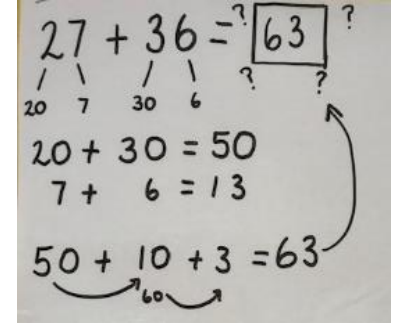 27 + 36 = ? 63 ?
? ?
20 7 30 6
20 + 30 = 50
7 + 6 = 13
50 + 10 + 3 = 63
60